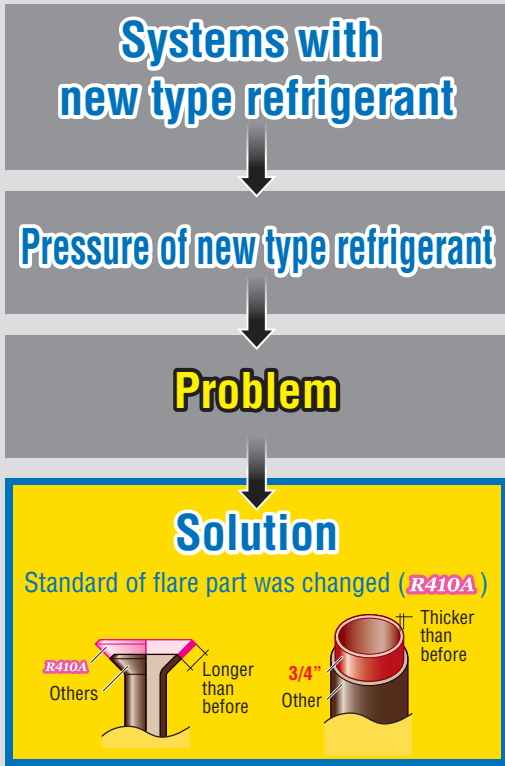 Systems with
new type refrigerant
Pressure of new type refrigerant
Problem
Solution
Standard of flare part was changed (R410A)
R410A
Others
Longer
than
before
3/4”
Other
Thicker
than
before